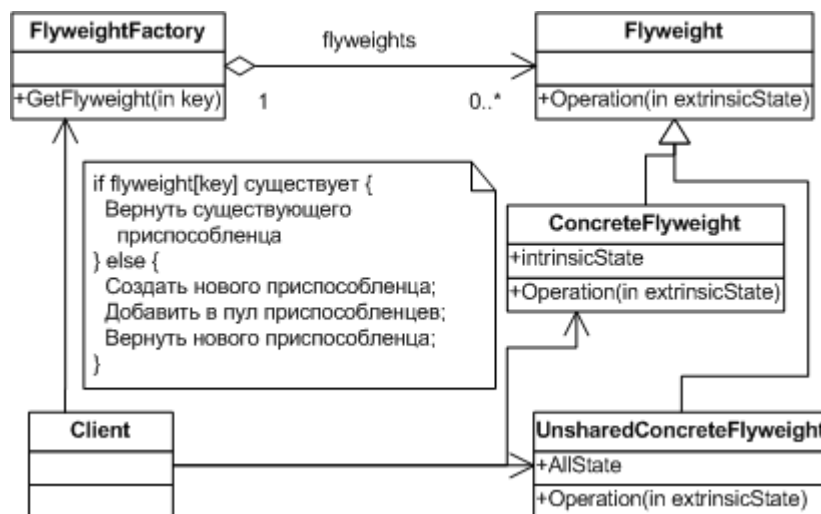 FlyweightFactory
+GetFlyweight(in key)
flyweights
1
0..*
Flyweight
+Operation(in extrinsicState)
if flyweight[key] существует {
Вернуть существующего
приспособленца
} else {
Создать нового приспособленца;
Добавить в пул приспособленцев;
Вернуть нового приспособленца;
}
ConcreteFlyweight
+intrinsicState
+Operation(in extrinsicState)
Client
UnsharedConcreteFlyweight
+AllState
+Operation(in extrinsicState)